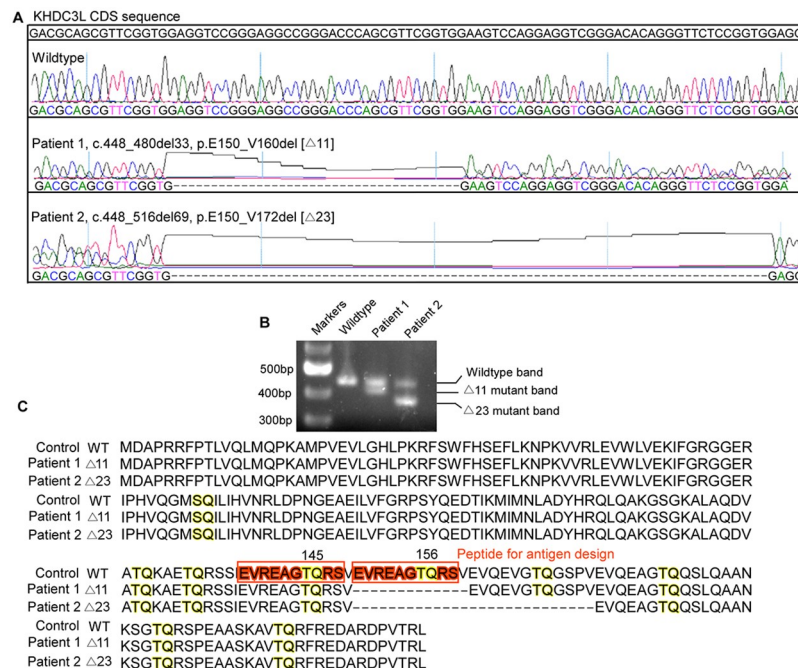 A KHDC3L CDS sequence
GACGCAGCGTTCGGTGGAGGTCCGGGAGGCCGGGACCCAGCGTTCGGTGGAAGTCCAGGAGGTCGGGACACAGGGTTCTCCGGTGGAGG
Wildtype
GACGCAGCGTTCGGTGGAGGTCCGGGAGGCCGGGACCCAGCGTTCGGTGGAAGTCCAGGAGGTCGGGACACAGGGTTCTCCGGTGGAGG
Patient 1, c.448_480del33, p.E150_V160del [△11]
GACGCAGCGTTCGGTG---------------------------------GAAGTCCAGGAGGTCGGGACACAGGGTTCTCCGGTGGA
Patient 2, c.448_516del69, p.E150_V172del [△23]
GACGCAGCGTTCGGTG---------------------------------------------------------------------GAGG
B
Markers Wildtype Patient 1 Patient 2
500bp
400bp
300bp
Wildtype band
△11 mutant band
△23 mutant band
C
Control WT MDAPRRFPTLVQLMQPKAMPVEVLGHLPKRFSWFHSEFLKNPKVVRLEVWLVEKIFGRGGER
Patient 1 △11 MDAPRRFPTLVQLMQPKAMPVEVLGHLPKRFSWFHSEFLKNPKVVRLEVWLVEKIFGRGGER
Patient 2 △23 MDAPRRFPTLVQLMQPKAMPVEVLGHLPKRFSWFHSEFLKNPKVVRLEVWLVEKIFGRGGER
Control WT IPHVQGMSQILIHVNRLDPNGEAEILVFGRPSYQEDTIKMIMNLADYHRQLQAKGSGKALAQDV
Patient 1 △11 IPHVQGMSQILIHVNRLDPNGEAEILVFGRPSYQEDTIKMIMNLADYHRQLQAKGSGKALAQDV
Patient 2 △23 IPHVQGMSQILIHVNRLDPNGEAEILVFGRPSYQEDTIKMIMNLADYHRQLQAKGSGKALAQDV
145 156 Peptide for antigen design
Control WT ATQKAETQRSSIEVREAGTQRSVEVREAGTQRSVEVQEVGTQGSPVEVQEAGTQQSLQAAN
Patient 1 △11 ATQKAETQRSSIEVREAGTQRSV-----------EVQEVGTQGSPVEVQEAGTQQSLQAAN
Patient 2 △23 ATQKAETQRSSIEVREAGTQRSV-----------------------EVQEAGTQQSLQAAN
Control WT KSGTQRSPEAASKAVTQRFREDARDPVTRL
Patient 1 △11 KSGTQRSPEAASKAVTQRFREDARDPVTRL
Patient 2 △23 KSGTQRSPEAASKAVTQRFREDARDPVTRL